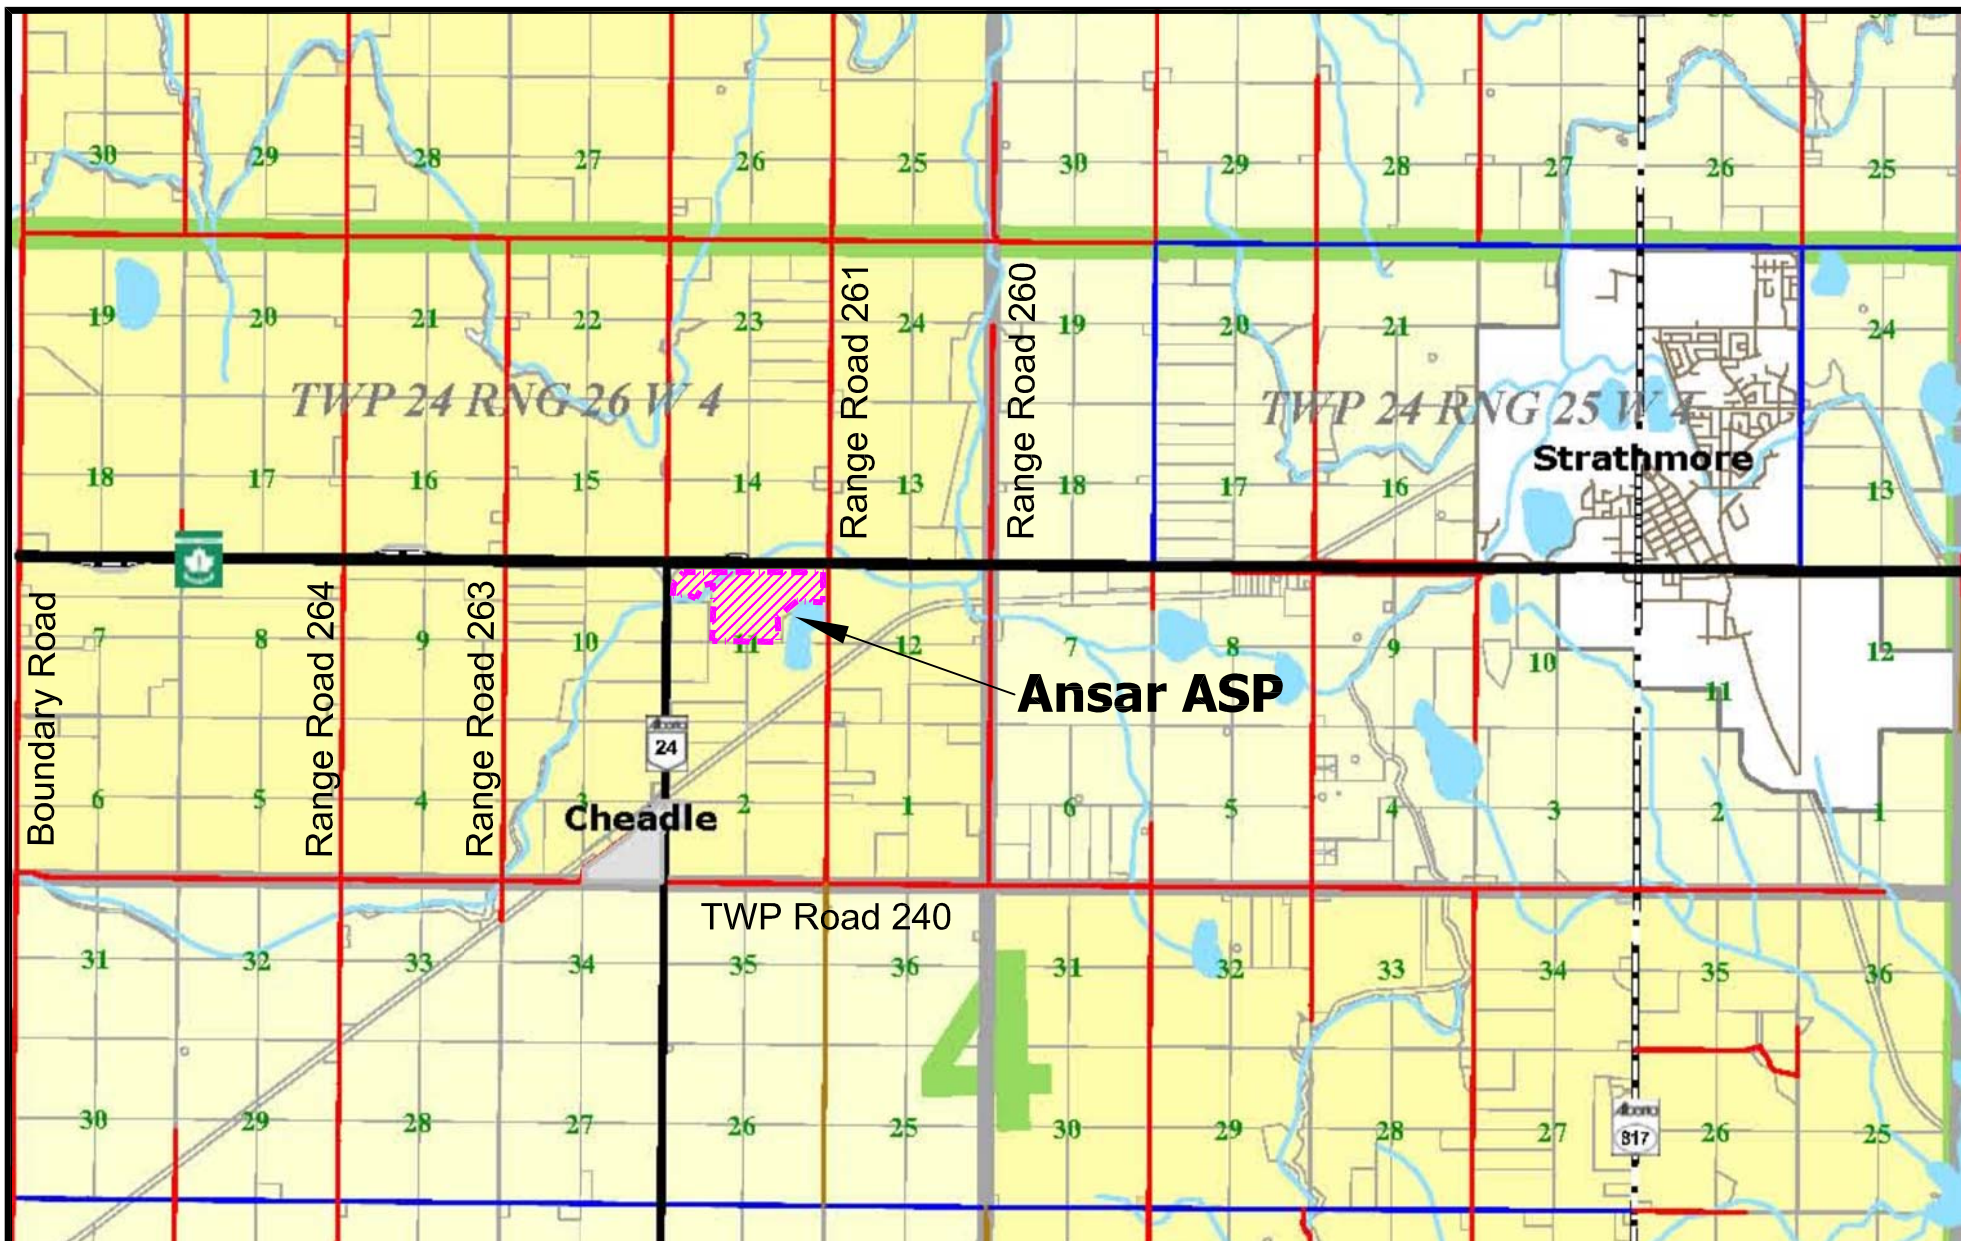 30 29 28 27 26 25 30 29 28 27 26 25
19 20 21 22 23 24 19 20 21 24
Range Road 261
Range Road 260
TWP 24 RNG 26 W 4
TWP 24 RNG 25 W 4
Strathmore
18 17 16 15 14 13 18 17 16 13
Boundary Road
Range Road 264
Range Road 263
7 8 9 10 11 12 7 8 9 10 11 12
Ansar ASP
Alberta
24
6 5 4 3 2 1 6 5 4 3 2 1
Cheadle
TWP Road 240
31 32 33 34 35 36 31 32 33 34 35 36
4
30 29 28 27 26 25 30 29 28 27 26 25
Alberta
817